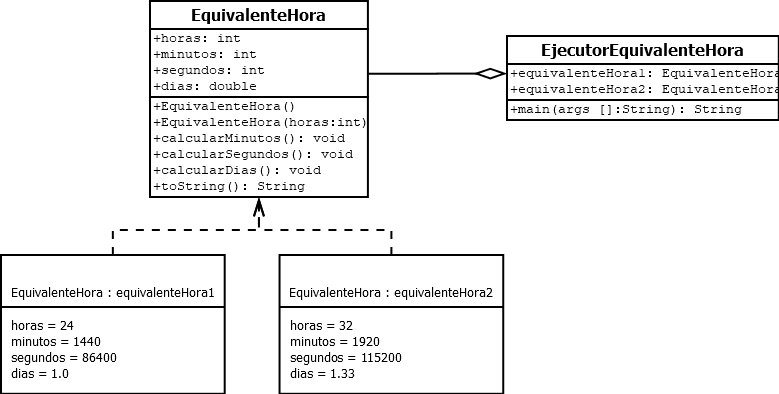 EquivalenteHora
+horas: int
+minutos: int
+segundos: int
+dias: double
+EquivalenteHora()
+EquivalenteHora(horas:int)
+calcularMinutos(): void
+calcularSegundos(): void
+calcularDias(): void
+toString(): String
EjecutorEquivalenteHora
+equivalenteHora1: EquivalenteHora
+equivalenteHora2: EquivalenteHora
+main(args []:String): String
EquivalenteHora : equivalenteHora1
horas = 24
minutos = 1440
segundos = 86400
dias = 1.0
EquivalenteHora : equivalenteHora2
horas = 32
minutos = 1920
segundos = 115200
dias = 1.33